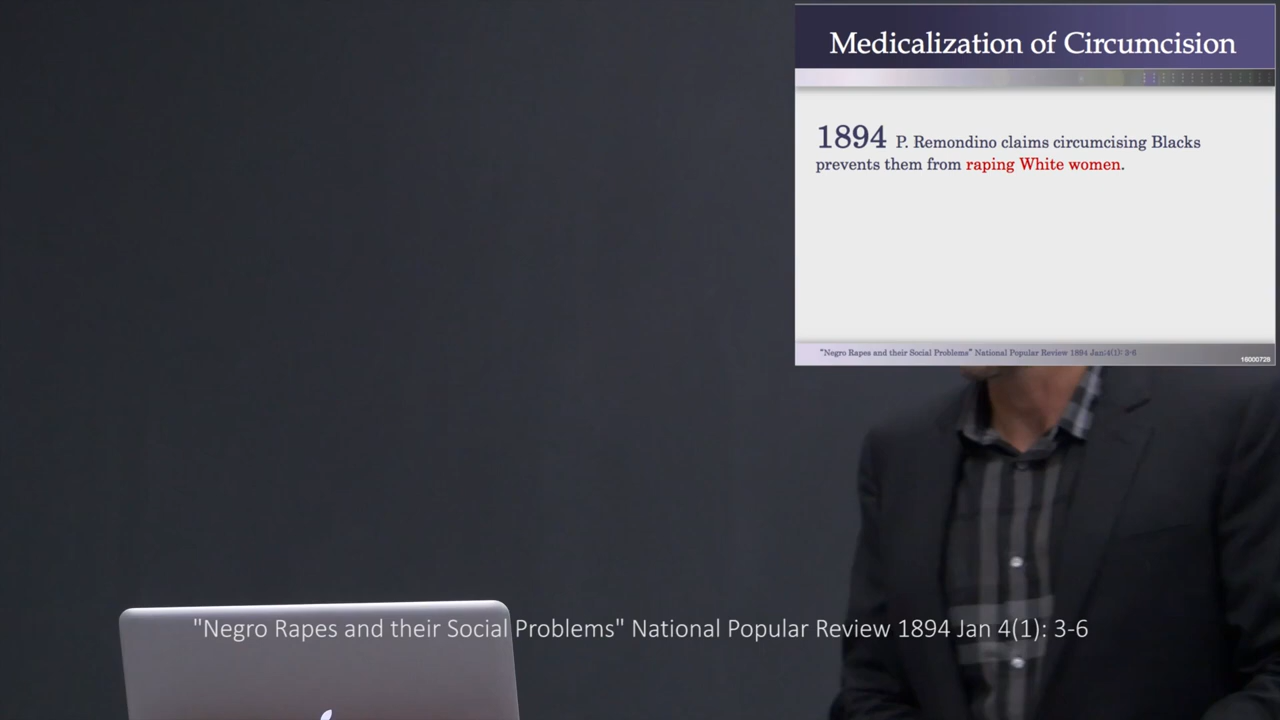 Medicalization of Circumcision
1894 P. Remondino claims circumcising Blacks
prevents them from raping White women.
"Negro Rapes and their Social Problems" National Popular Review 1894 Jan;4(1): 3-6
16000728
"Negro Rapes and their Social Problems" National Popular Review 1894 Jan 4(1): 3-6